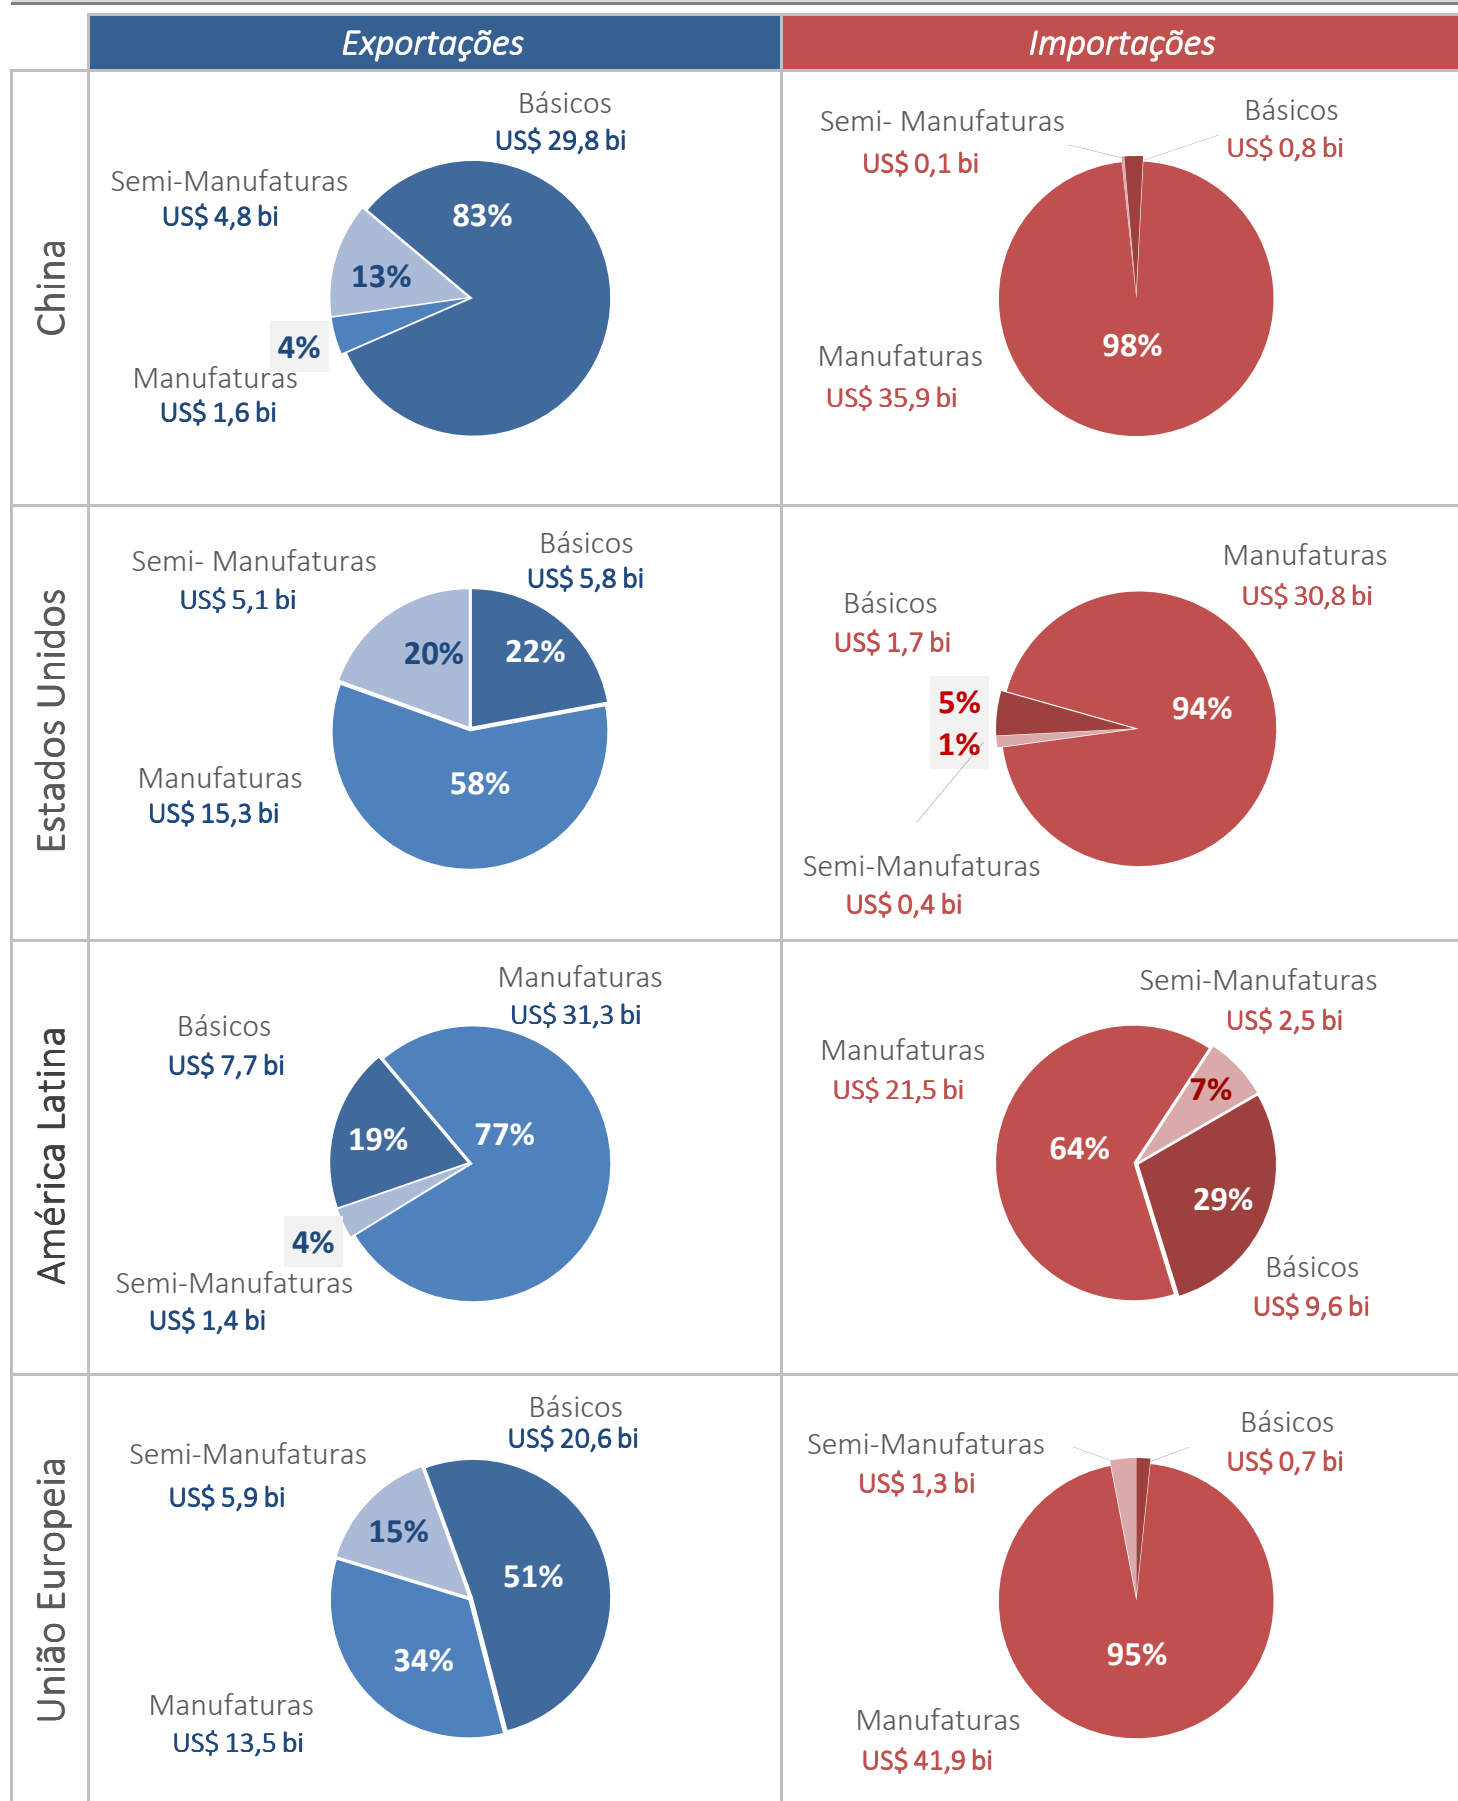 Exportações
Importações
China
Básicos
US$ 29,8 bi
Semi-Manufaturas
US$ 4,8 bi
83%
13%
4%
Manufaturas
US$ 1,6 bi
Semi- Manufaturas
US$ 0,1 bi
Básicos
US$ 0,8 bi
Manufaturas
US$ 35,9 bi
98%
Estados Unidos
Semi- Manufaturas
US$ 5,1 bi
Básicos
US$ 5,8 bi
20%
22%
Manufaturas
US$ 15,3 bi
58%
Manufaturas
US$ 30,8 bi
Básicos
US$ 1,7 bi
5%
1%
94%
Semi-Manufaturas
US$ 0,4 bi
América Latina
Manufaturas
US$ 31,3 bi
Básicos
US$ 7,7 bi
19%
77%
4%
Semi-Manufaturas
US$ 1,4 bi
Semi-Manufaturas
US$ 2,5 bi
Manufaturas
US$ 21,5 bi
7%
64%
29%
Básicos
US$ 9,6 bi
União Europeia
Básicos
US$ 20,6 bi
Semi-Manufaturas
US$ 5,9 bi
15%
51%
34%
Manufaturas
US$ 13,5 bi
Básicos
US$ 0,7 bi
Semi-Manufaturas
US$ 1,3 bi
95%
Manufaturas
US$ 41,9 bi